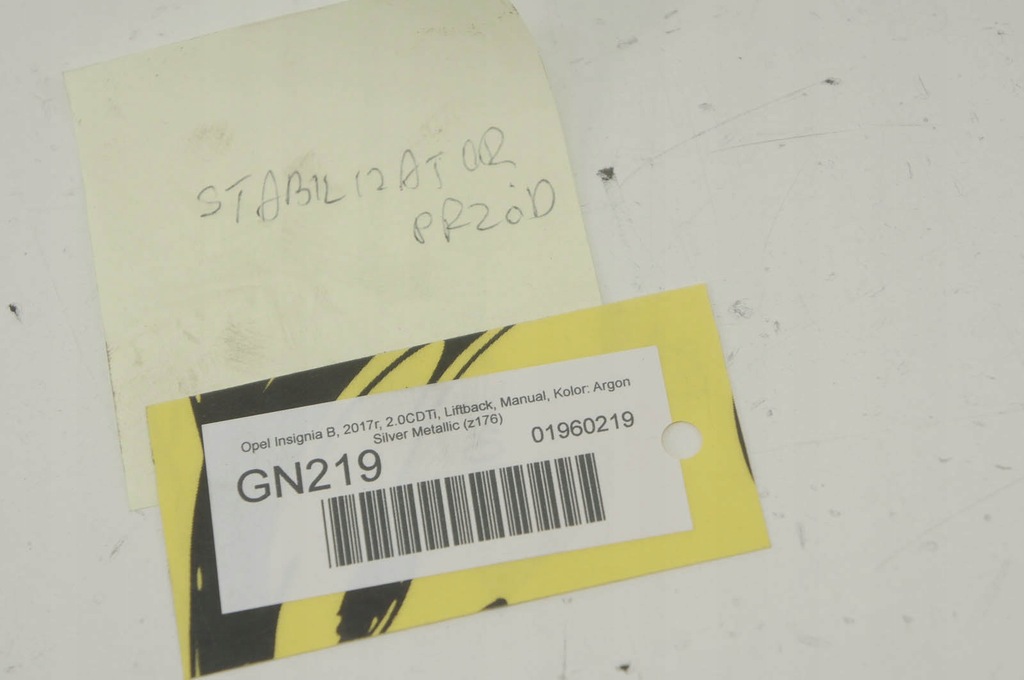 STABILIZATOR
PRZÓD
Opel Insignia B, 2017r, 2.0CDTi, Liftback, Manual, Kolor: Argon
Silver Metallic (z176)
GN219
01960219